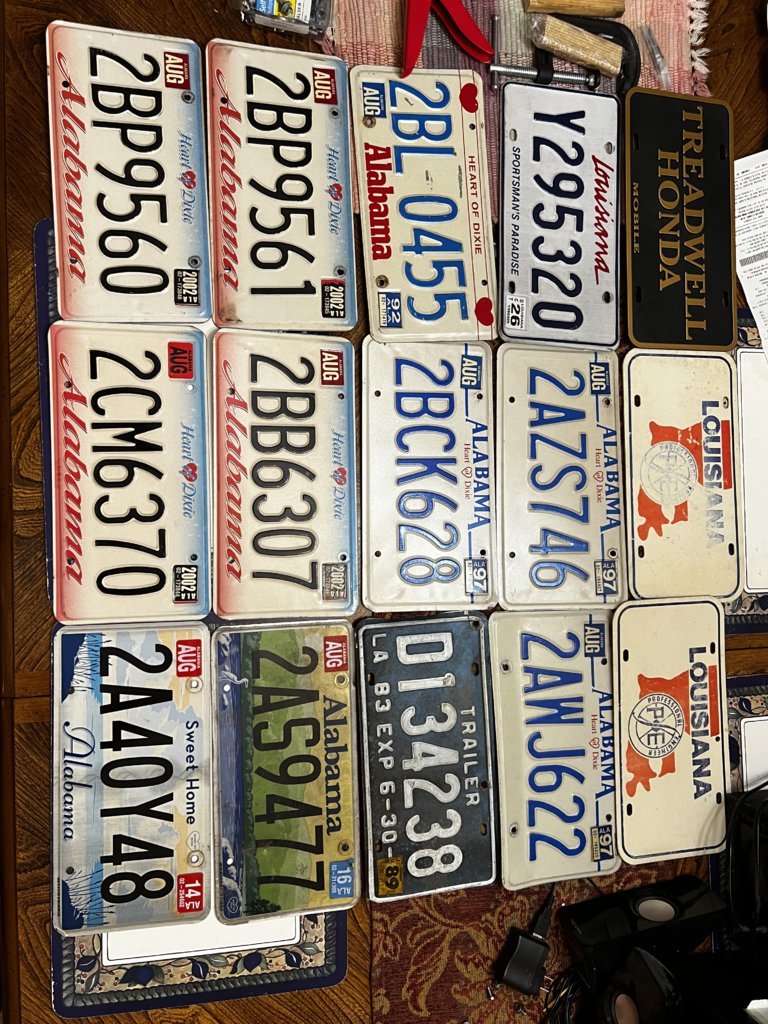 AUG
2BP9560
Heart of Dixie
Alabama
2002
AUG
2CM6370
Heart of Dixie
Alabama
2002
AUG
Sweet Home
2A40Y48
Alabama
14
AUG
2BP9561
Heart of Dixie
Alabama
2002
AUG
2BB6307
Heart of Dixie
Alabama
2002
AUG
Alabama
2AS9477
16
HEART OF DIXIE
AUG
2BL 0455
Alabama
92
AUG
ALABAMA
Heart of Dixie
2BCK628
97
TRAILER
D134238
LA 83 EXP 6-30-
89
Louisiana
Y295320
SPORTSMAN'S PARADISE
26
AUG
ALABAMA
Heart of Dixie
2AZS746
97
AUG
ALABAMA
Heart of Dixie
2AWJ622
97
TREADWELL
HONDA
MOBILE
LOUISIANA
LOUISIANA
PROFESSIONAL ENGINEER